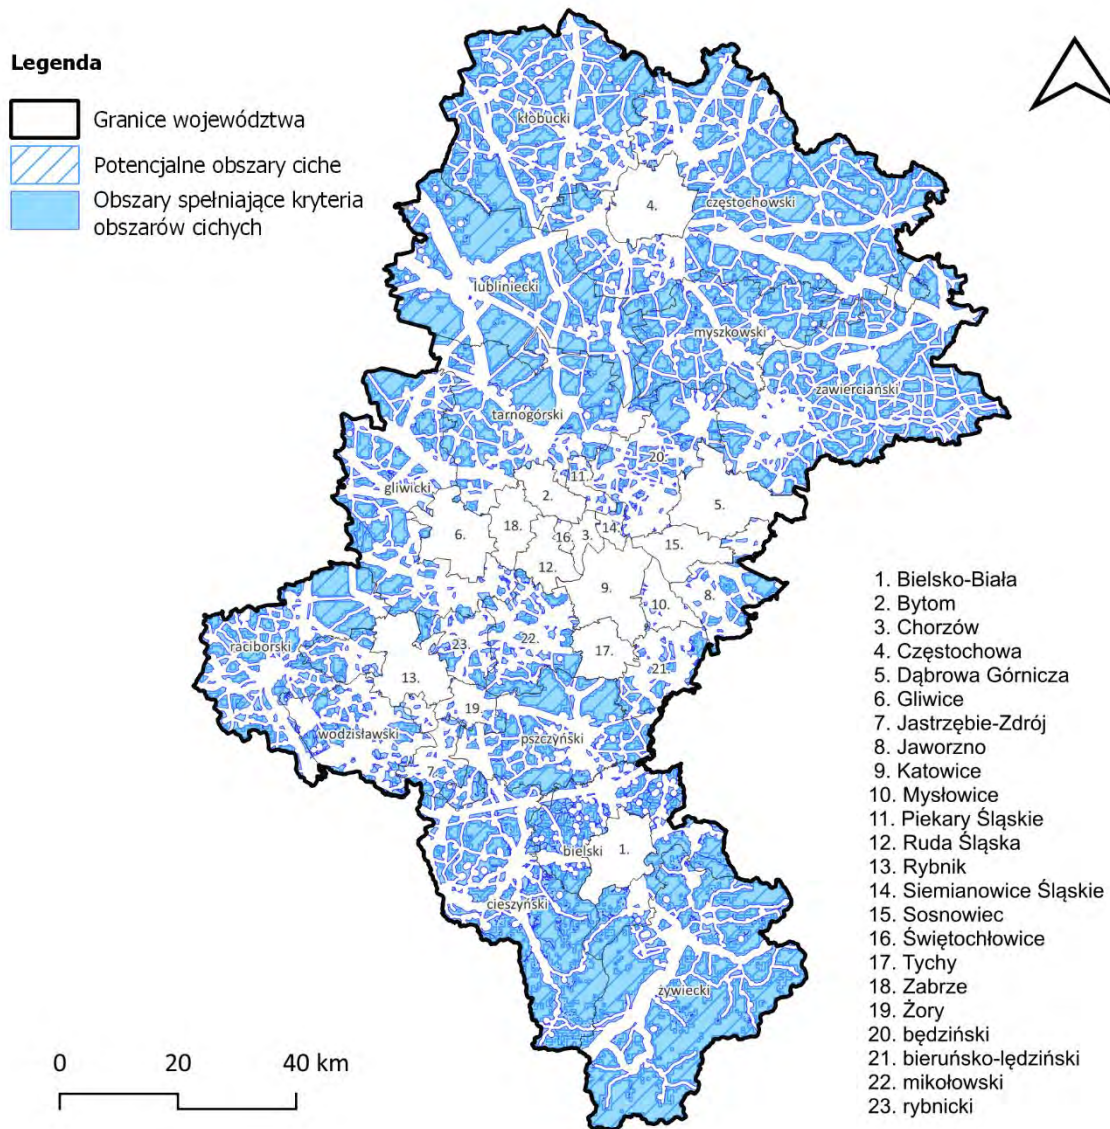 Legenda
Granice województwa
Potencjalne obszary ciche
Obszary spełniające kryteria
obszarów cichych
kłobucki
4.
częstochowski
lubliniecki
myszkowski
zawierciański
tarnogórski
20.
11.
gliwicki
2.
5.
18.
14.
6.
16.
3.
15.
12.
9.
10.
8.
raciborski
23.
22.
17.
21.
13.
19.
wodzisławski
pszczyński
7.
bielski
1.
cieszyński
żywiecki
1. Bielsko-Biała
2. Bytom
3. Chorzów
4. Częstochowa
5. Dąbrowa Górnicza
6. Gliwice
7. Jastrzębie-Zdrój
8. Jaworzno
9. Katowice
10. Mysłowice
11. Piekary Śląskie
12. Ruda Śląska
13. Rybnik
14. Siemianowice Śląskie
15. Sosnowiec
16. Świętochłowice
17. Tychy
18. Zabrze
19. Żory
20. będziński
21. bieruńsko-lędziński
22. mikołowski
23. rybnicki
0 20 40 km